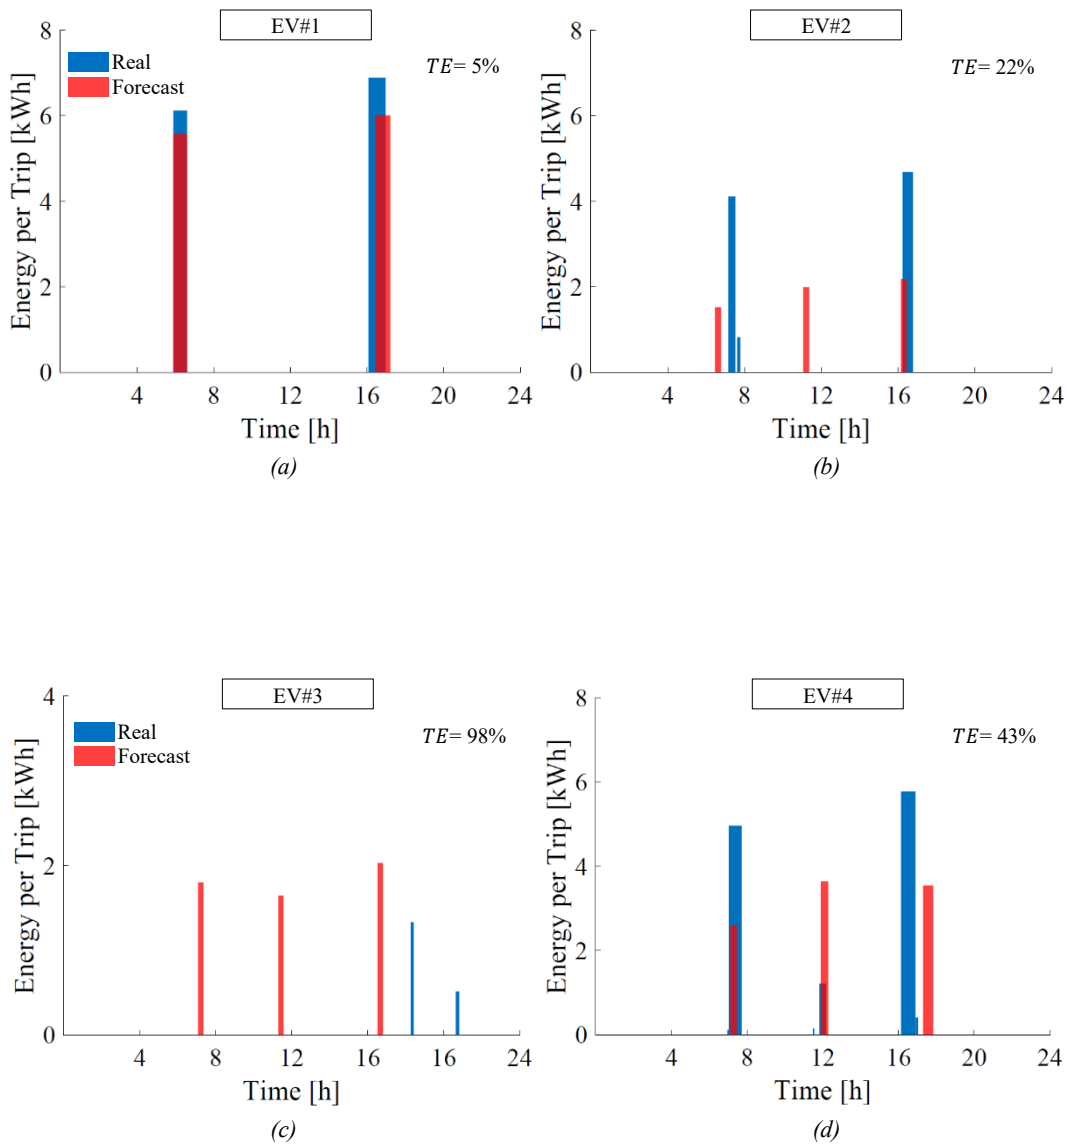 EV#1
TE= 5%
Real
Forecast
Energy per Trip [kWh]
8
6
4
2
0
4 8 12 16 20 24
Time [h]
(a)
EV#2
TE= 22%
Energy per Trip [kWh]
8
6
4
2
0
4 8 12 16 20 24
Time [h]
(b)
EV#3
TE= 98%
Real
Forecast
Energy per Trip [kWh]
4
2
0
4 8 12 16 16 24
Time [h]
(c)
EV#4
TE= 43%
Energy per Trip [kWh]
8
6
4
2
0
4 8 12 16 20 24
Time [h]
(d)